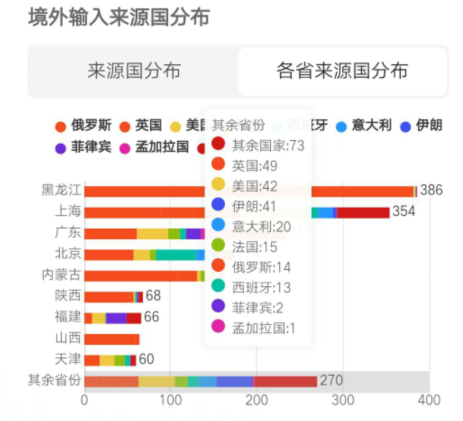 境外输入来源国分布
来源国分布 各省来源国分布
俄罗斯 英国 美 西班牙 意大利 伊朗
菲律宾 孟加拉国
其余省份
其余国家:73
英国:49
美国:42
伊朗:41
意大利:20
法国:15
俄罗斯:14
西班牙:13
菲律宾:2
孟加拉国:1
黑龙江 386
上海 354
广东
北京
内蒙古
陕西 68
福建 66
山西
天津 60
其余省份 270
0 100 200 300 400